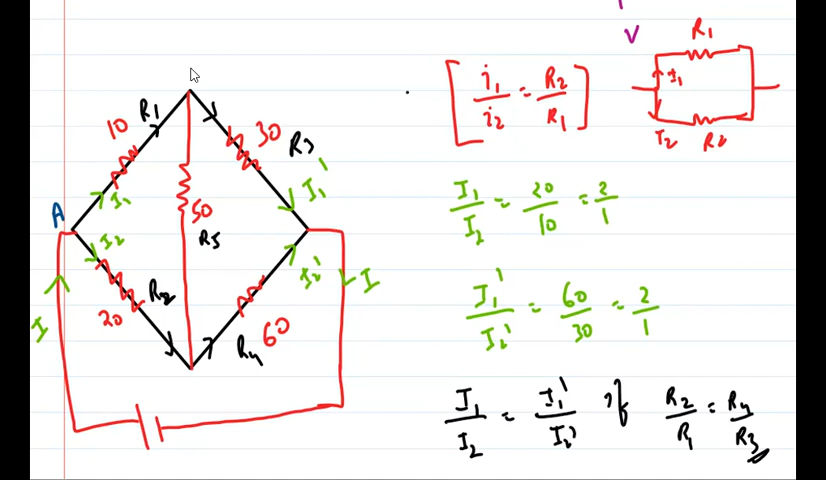 V
R1
I1
I2
R2
[i1/i2 = R2/R1]
R1
10
30
R3
I1
I1'
A
I2
50
R5
I1/I2 = 20/10 = 2/1
I
20
R2
I2'
I
60
R4
I1'/I2' = 60/30 = 2/1
I1/I2 = I1'/I2' if R2/R1 = R4/R3